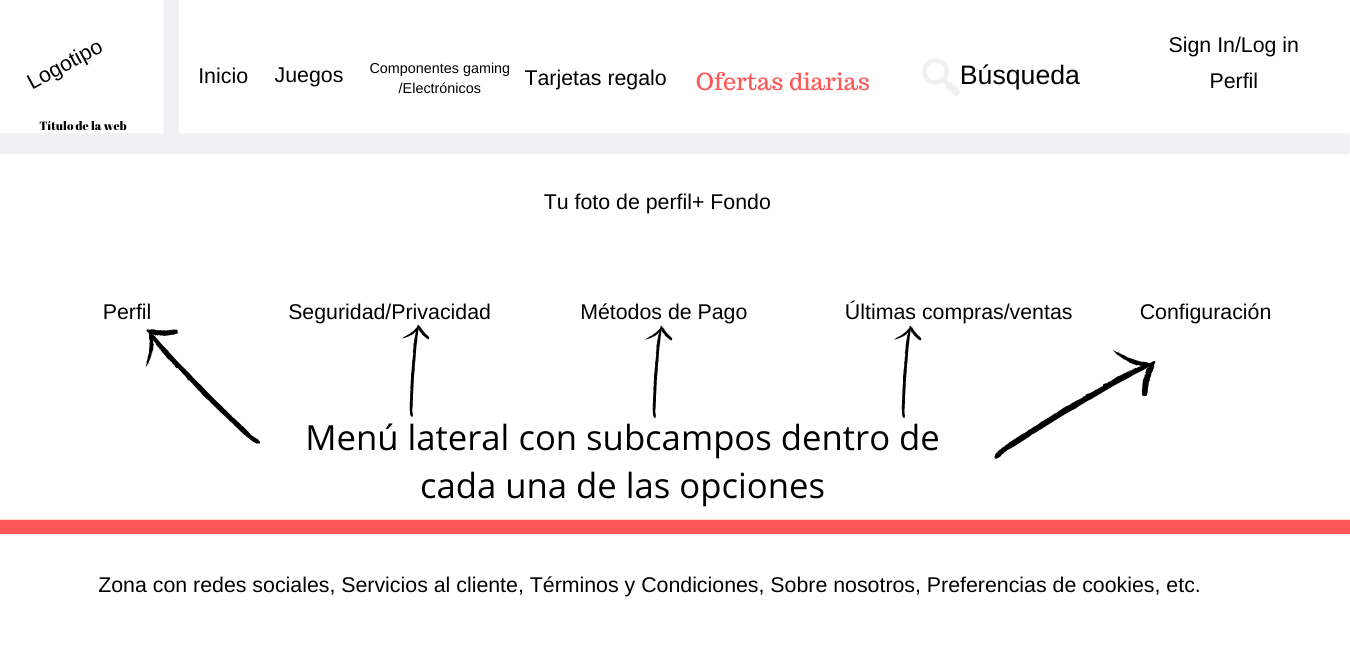 Logotipo
Título de la web
Inicio
Juegos
Componentes gaming
/Electrónicos
Tarjetas regalo
Ofertas diarias
Búsqueda
Sign In/Log in
Perfil
Tu foto de perfil+ Fondo
Perfil
Seguridad/Privacidad
Métodos de Pago
Últimas compras/ventas
Configuración
Menú lateral con subcampos dentro de
cada una de las opciones
Zona con redes sociales, Servicios al cliente, Términos y Condiciones, Sobre nosotros, Preferencias de cookies, etc.